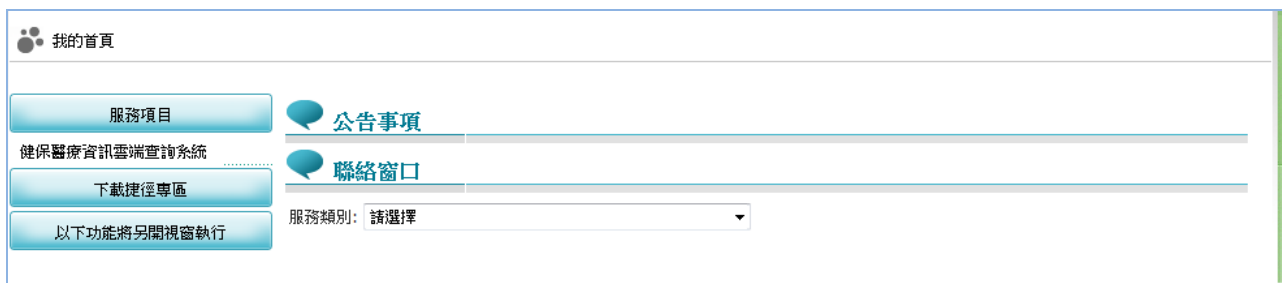 我的首頁
服務項目
健保醫療資訊雲端查詢系統
下載捷徑專區
以下功能將另開視窗執行
公告事項
聯絡窗口
服務類別: 請選擇